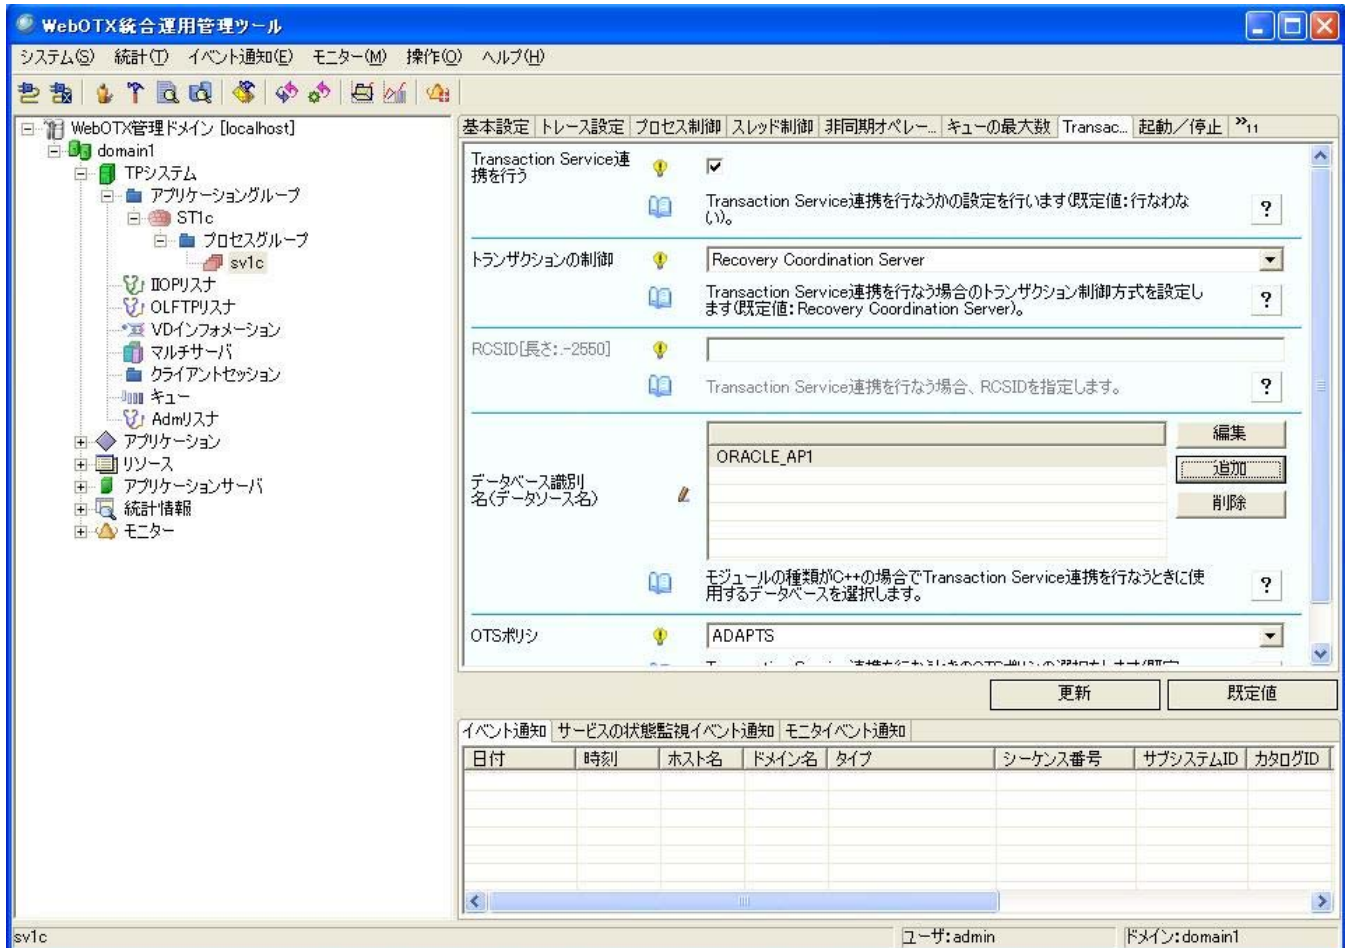 WebOTX統合運用管理ツール
システム(S) 統計(T) イベント通知(E) モニター(M) 操作(O) ヘルプ(H)
WebOTX管理ドメイン [localhost]
domain1
TPシステム
アプリケーショングループ
ST1c
プロセスグループ
sv1c
IIOPリスナ
OLFTPリスナ
VDインフォメーション
マルチサーバ
クライアントセッション
キュー
Admリスナ
アプリケーション
リソース
アプリケーションサーバ
統計情報
モニター
基本設定 トレース設定 プロセス制御 スレッド制御 非同期オペレー... キューの最大数 Transac... 起動／停止 »11
Transaction Service連
携を行う
Transaction Service連携を行なうかの設定を行います(既定値:行なわな
い)。
?
トランザクションの制御
Recovery Coordination Server
Transaction Service連携を行なう場合のトランザクション制御方式を設定し
ます(既定値:Recovery Coordination Server)。
?
RCSID[長さ:.-2550]
Transaction Service連携を行なう場合、RCSIDを指定します。
?
データベース識別
名(データソース名)
ORACLE_AP1
編集
追加
削除
モジュールの種類がC++の場合でTransaction Service連携を行なうときに使
用するデータベースを選択します。
?
OTSポリシ
ADAPTS
更新 既定値
イベント通知 サービスの状態監視イベント通知 モニタイベント通知
日付 時刻 ホスト名 ドメイン名 タイプ シーケンス番号 サブシステムID カタログID
sv1c ユーザ:admin ドメイン:domain1